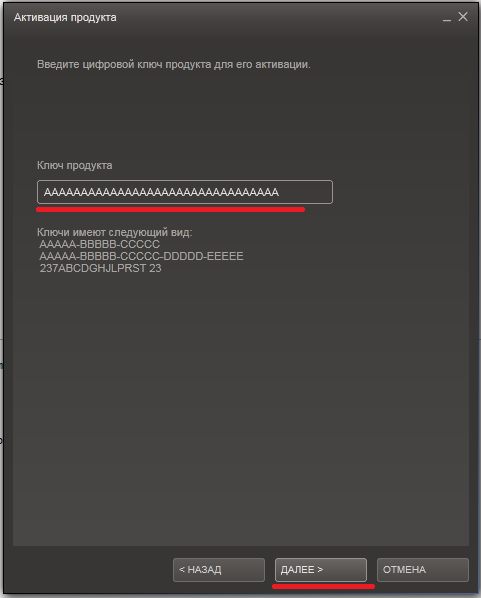 Активация продукта
Введите цифровой ключ продукта для его активации.
Ключ продукта
AAAAAAAAAAAAAAAAAAAAAAAAAAAAAAAA
Ключи имеют следующий вид:
AAAAA-BBBBB-CCCCC
AAAAA-BBBBB-CCCCC-DDDDD-EEEEE
237ABCDGHJLPRST 23
< НАЗАД
ДАЛЕЕ >
ОТМЕНА